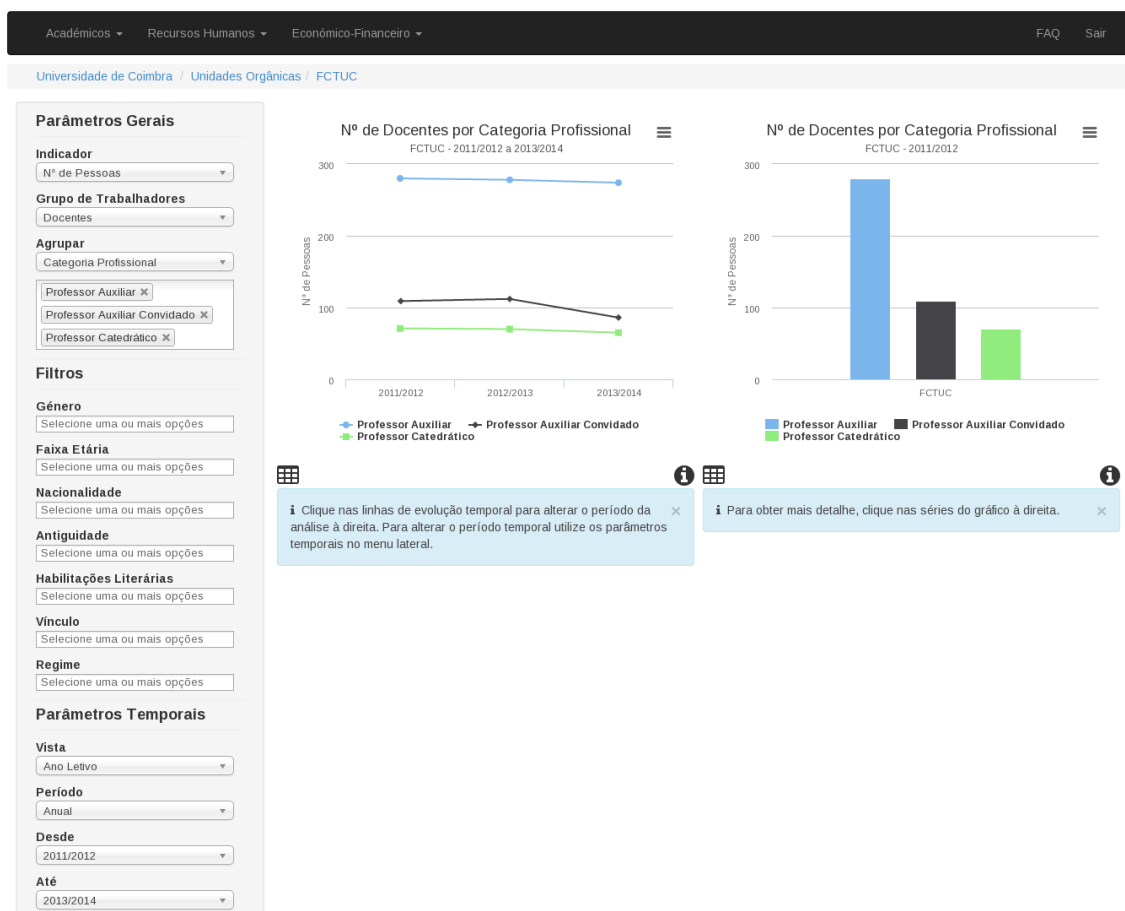 Académicos
Recursos Humanos
Económico-Financeiro
FAQ
Sair
Universidade de Coimbra / Unidades Orgânicas / FCTUC
Parâmetros Gerais
Indicador
N° de Pessoas
Grupo de Trabalhadores
Docentes
Agrupar
Categoria Profissional
Professor Auxiliar ×
Professor Auxiliar Convidado ×
Professor Catedrático ×
Filtros
Género
Selecione uma ou mais opções
Faixa Etária
Selecione uma ou mais opções
Nacionalidade
Selecione uma ou mais opções
Antiguidade
Selecione uma ou mais opções
Habilitações Literárias
Selecione uma ou mais opções
Vínculo
Selecione uma ou mais opções
Regime
Selecione uma ou mais opções
Parâmetros Temporais
Vista
Ano Letivo
Período
Anual
Desde
2011/2012
Até
2013/2014
Nº de Docentes por Categoria Profissional
FCTUC - 2011/2012 a 2013/2014
N° de Pessoas
300
200
100
0
2011/2012
2012/2013
2013/2014
Professor Auxiliar
Professor Auxiliar Convidado
Professor Catedrático
Clique nas linhas de evolução temporal para alterar o período da
análise à direita. Para alterar o período temporal utilize os parâmetros
temporais no menu lateral.
×
Nº de Docentes por Categoria Profissional
FCTUC - 2011/2012
N° de Pessoas
300
200
100
0
FCTUC
Professor Auxiliar
Professor Auxiliar Convidado
Professor Catedrático
Para obter mais detalhe, clique nas séries do gráfico à direita.
×